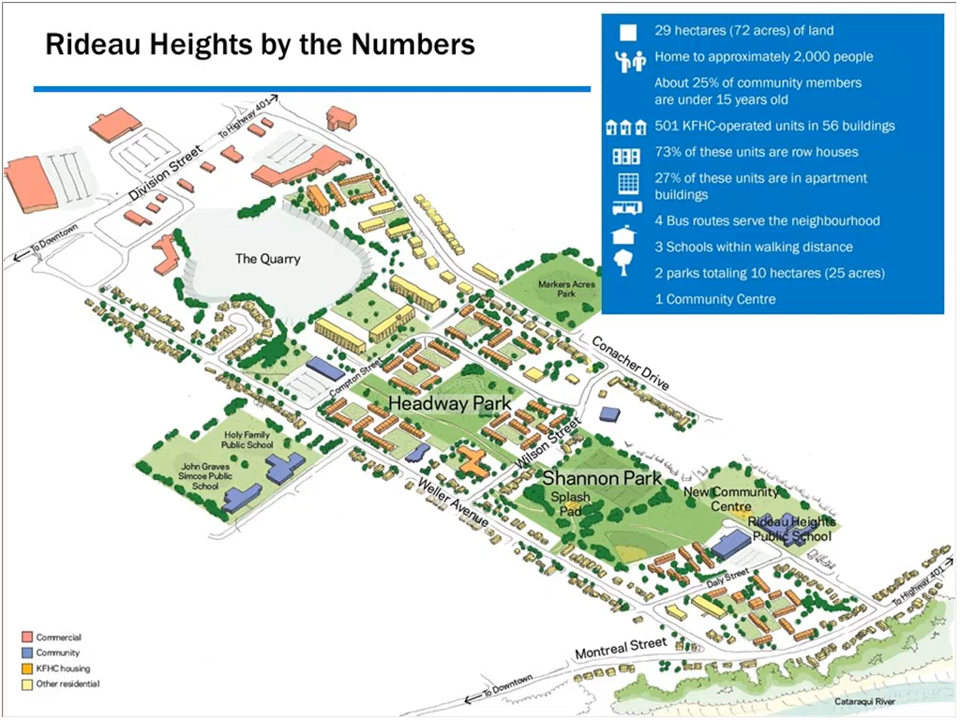 Rideau Heights by the Numbers
29 hectares (72 acres) of land
Home to approximately 2,000 people
About 25% of community members
are under 15 years old
501 KFHC-operated units in 56 buildings
73% of these units are row houses
27% of these units are in apartment
buildings
4 Bus routes serve the neighbourhood
3 Schools within walking distance
2 parks totaling 10 hectares (25 acres)
1 Community Centre
To Highway 401
Division Street
To Downtown
The Quarry
Markers Acres
Park
Conacher Drive
Compton Street
Headway Park
Wilson Street
Holy Family
Public School
John Graves
Simcoe Public
School
Weller Avenue
Shannon Park
Splash
Pad
New Community
Centre
Rideau Heights
Public School
Daly Street
To Highway 401
Montreal Street
To Downtown
Cataraqui River
Commercial
Community
KFHC housing
Other residential